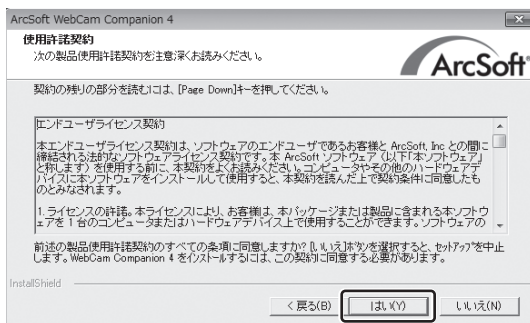 ArcSoft WebCam Companion 4
使用許諾契約
次の製品使用許諾契約を注意深くお読みください。
ArcSoft
契約の残りの部分を読むには、[Page Down]キーを押してください。
エンドユーザライセンス契約
本エンドユーザライセンス契約は、ソフトウェアのエンドユーザであるお客様と ArcSoft, Inc との間に
締結される法的なソフトウェアライセンス契約です。本 ArcSoft ソフトウェア（以下「本ソフトウェア」
と称します）を使用する前に、本契約をよくお読みください。コンピュータやその他のハードウェアデ
バイスに本ソフトウェアをインストールして使用すると、本契約を読んだ上で契約条件に同意したも
のとみなされます。
1. ライセンスの許諾。本ライセンスにより、お客様は、本パッケージまたは製品に含まれる本ソフトウ
ェアを 1 台のコンピュータまたはハードウェアデバイス上で使用することができます。ソフトウェアの
前述の製品使用許諾契約のすべての条項に同意しますか? [いいえ]ボタンを選択すると、セットアップを中止
します。WebCam Companion 4 をインストールするには、この契約に同意する必要があります。
InstallShield
< 戻る(B)
はい(Y)
いいえ(N)